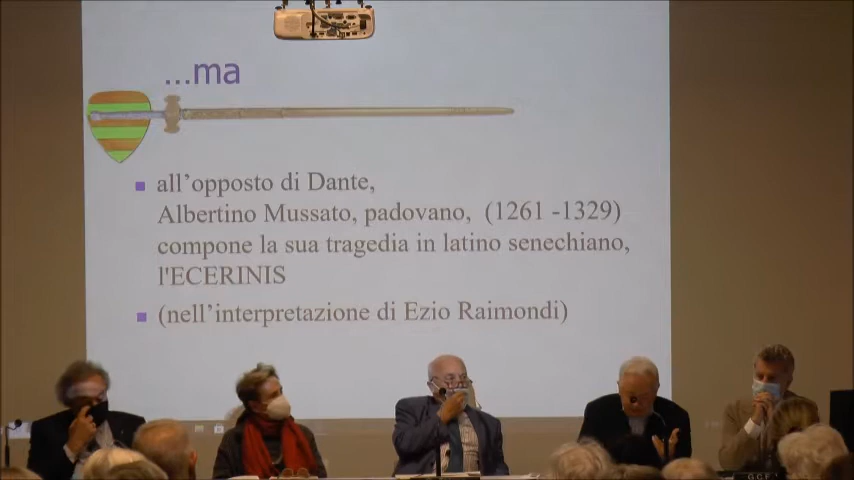 ...ma
all'opposto di Dante,
Albertino Mussato, padovano, (1261 -1329)
compone la sua tragedia in latino senechiano,
l'ECERINIS
(nell'interpretazione di Ezio Raimondi)